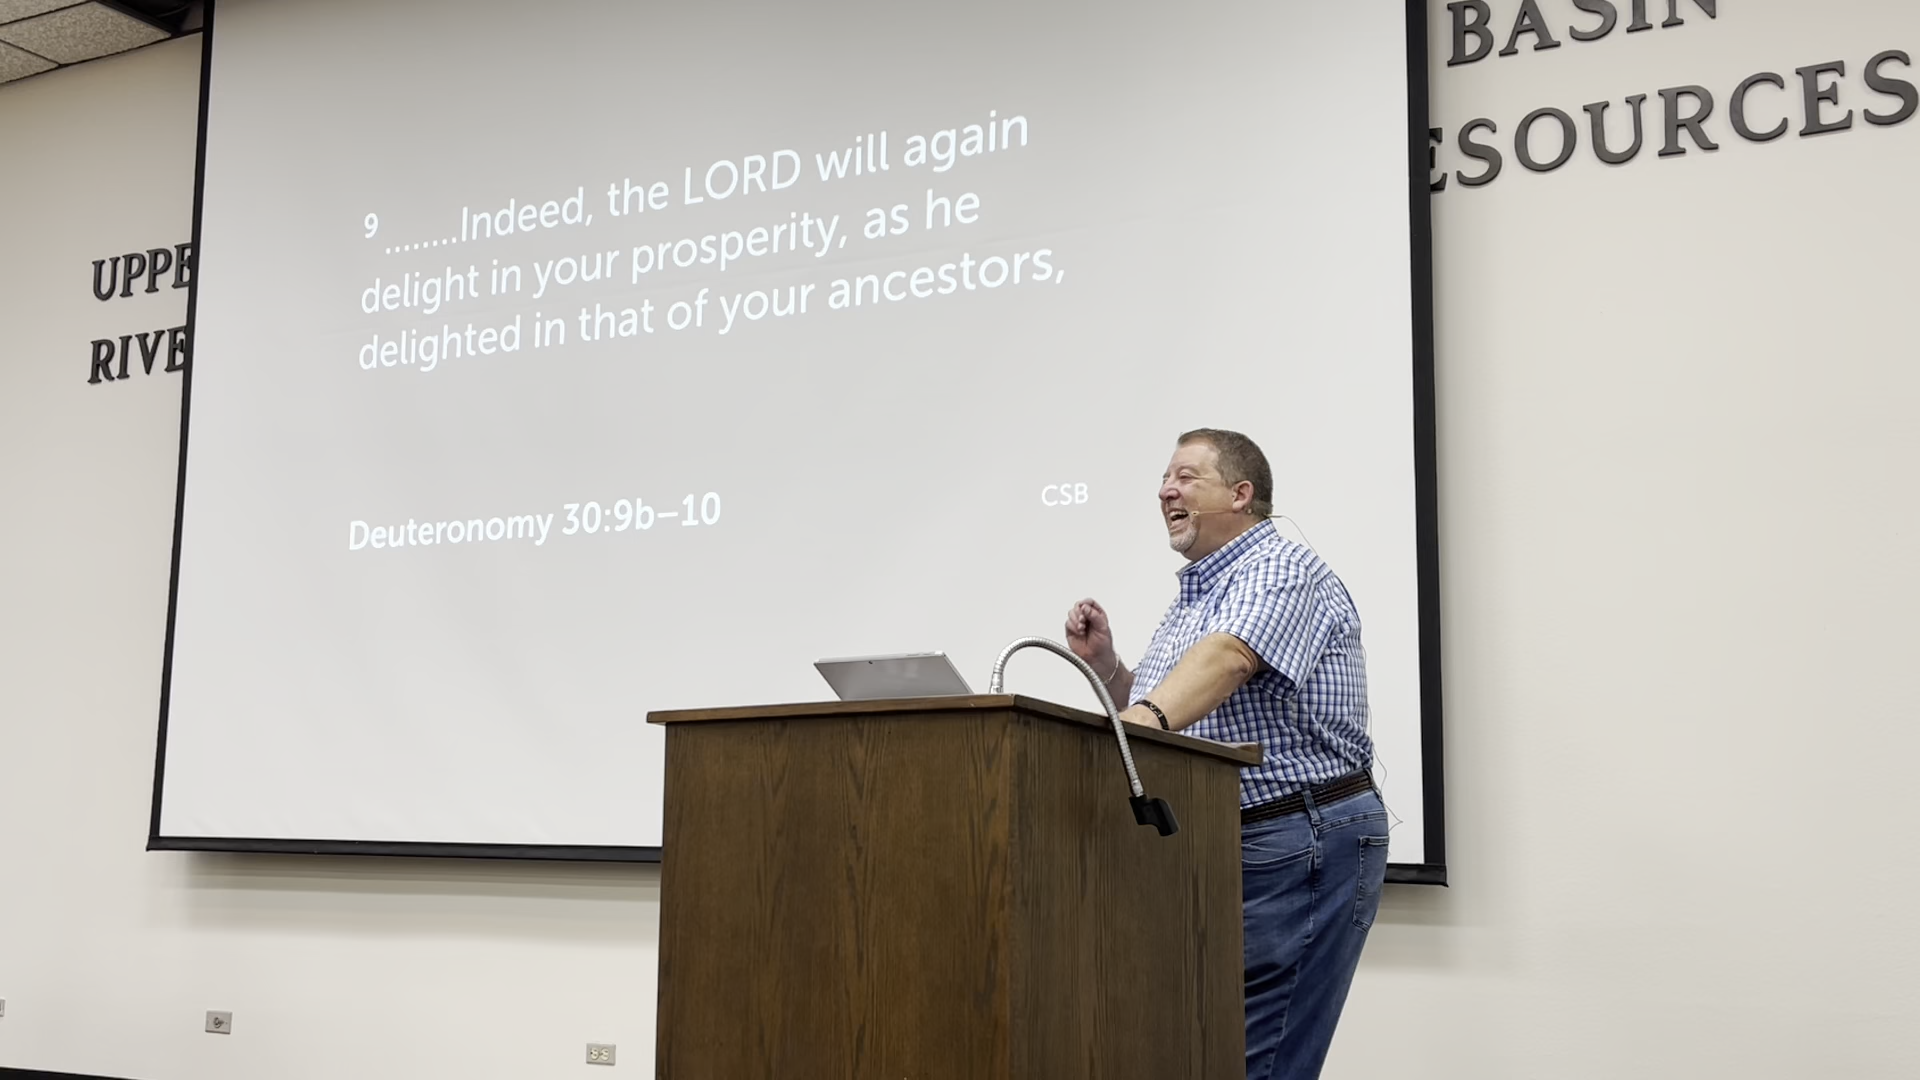 BASIN
ESOURCES
UPPE
RIVE
9 ........Indeed, the LORD will again
delight in your prosperity, as he
delighted in that of your ancestors,
Deuteronomy 30:9b–10
CSB